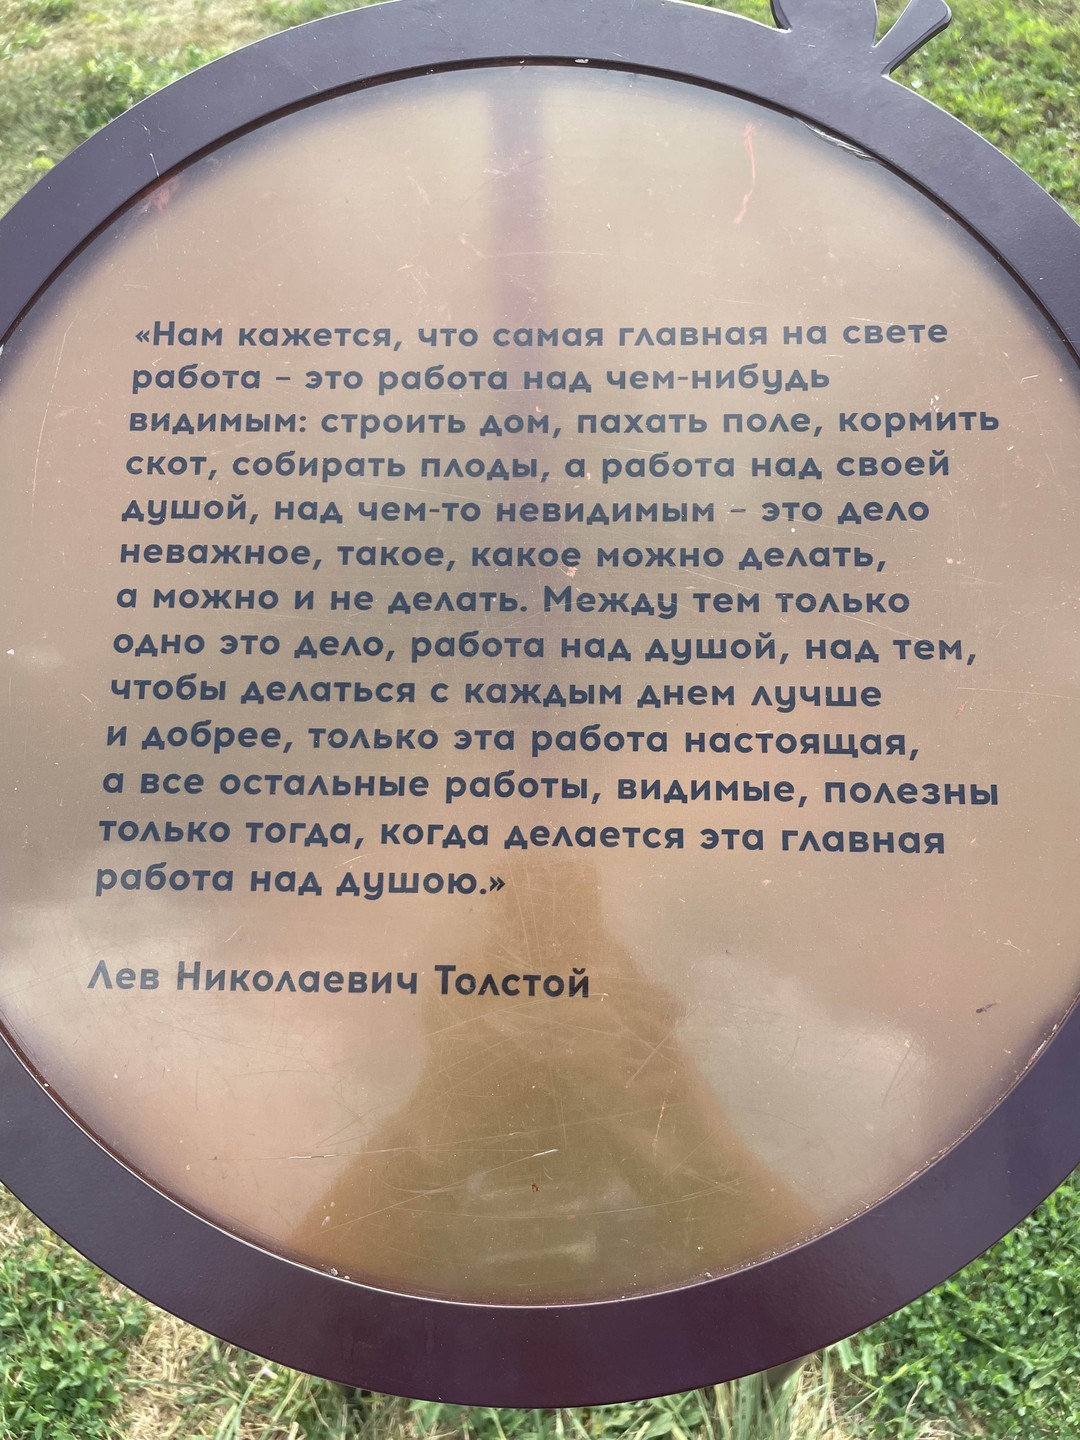 «Нам кажется, что самая главная на свете
работа – это работа над чем-нибудь
видимым: строить дом, пахать поле, кормить
скот, собирать плоды, а работа над своей
душой, над чем-то невидимым – это дело
неважное, такое, какое можно делать,
а можно и не делать. Между тем только
одно это дело, работа над душой, над тем,
чтобы делаться с каждым днем лучше
и добрее, только эта работа настоящая,
а все остальные работы, видимые, полезны
только тогда, когда делается эта главная
работа над душою.»
Лев Николаевич Толстой